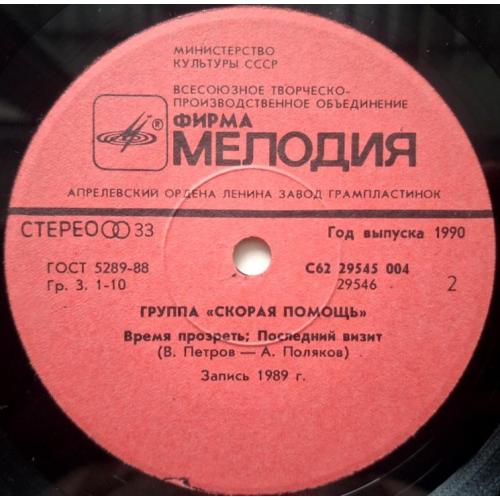 МИНИСТЕРСТВО
КУЛЬТУРЫ СССР
ВСЕСОЮЗНОЕ ТВОРЧЕСКО-
ПРОИЗВОДСТВЕННОЕ ОБЪЕДИНЕНИЕ
®
ФИРМА
МЕЛОДИЯ
АПРЕЛЕВСКИЙ ОРДЕНА ЛЕНИНА ЗАВОД ГРАМПЛАСТИНОК
СТЕРЕО 33
Год выпуска 1990
ГОСТ 5289-88
Гр. 3. 1-10
С62 29545 004
29546
2
ГРУППА «СКОРАЯ ПОМОЩЬ»
Время прозреть; Последний визит
(В. Петров — А. Поляков)
Запись 1989 г.